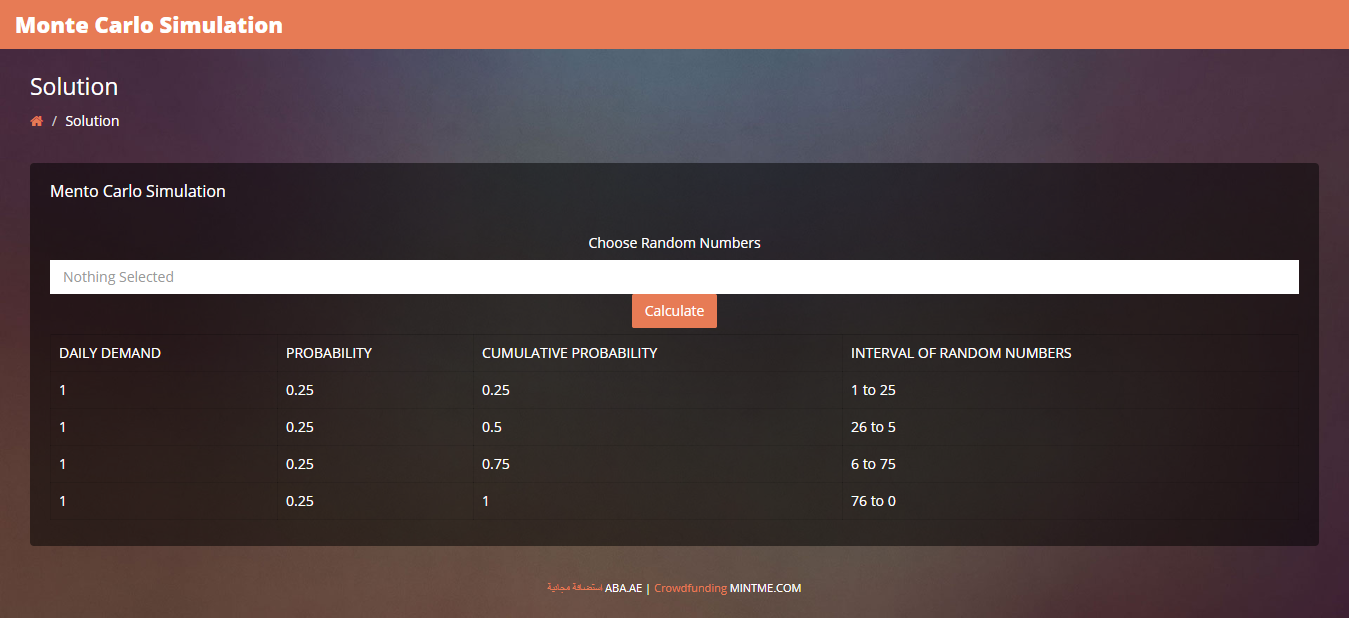 Monte Carlo Simulation
Solution
/ Solution
Mento Carlo Simulation
Choose Random Numbers
Nothing Selected
Calculate
DAILY DEMAND PROBABILITY CUMULATIVE PROBABILITY INTERVAL OF RANDOM NUMBERS
1 0.25 0.25 1 to 25
1 0.25 0.5 26 to 5
1 0.25 0.75 6 to 75
1 0.25 1 76 to 0
استضافة مجانية ABA.AE | Crowdfunding MINTME.COM